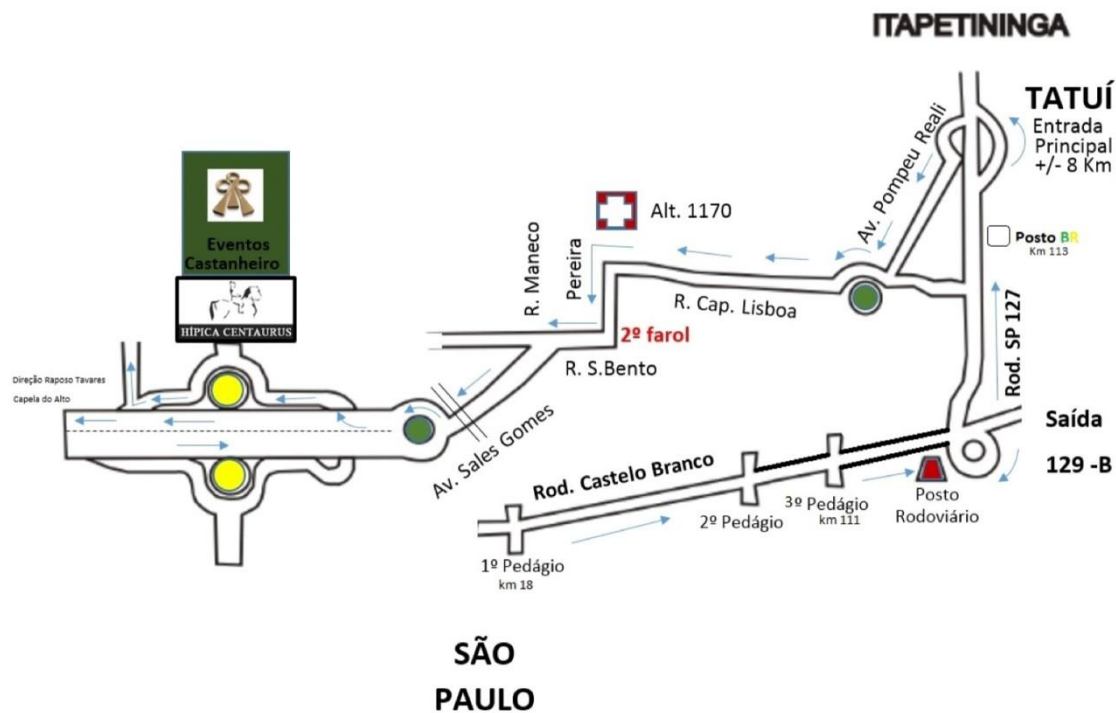 ITAPETININGA
TATUÍ
Entrada
Principal
+/- 8 Km
Av. Pompeu Reali
Alt. 1170
Posto BR
Km 113
Eventos
Castanheiro
HÍPICA CENTAURUS
R. Maneco
Pereira
R. Cap. Lisboa
Rod. SP 127
2º farol
R. S.Bento
Direção Raposo Tavares
Capela do Alto
Av. Sales Gomes
Saída
129 -B
Rod. Castelo Branco
1º Pedágio
km 18
2º Pedágio
3º Pedágio
km 111
Posto
Rodoviário
SÃO
PAULO